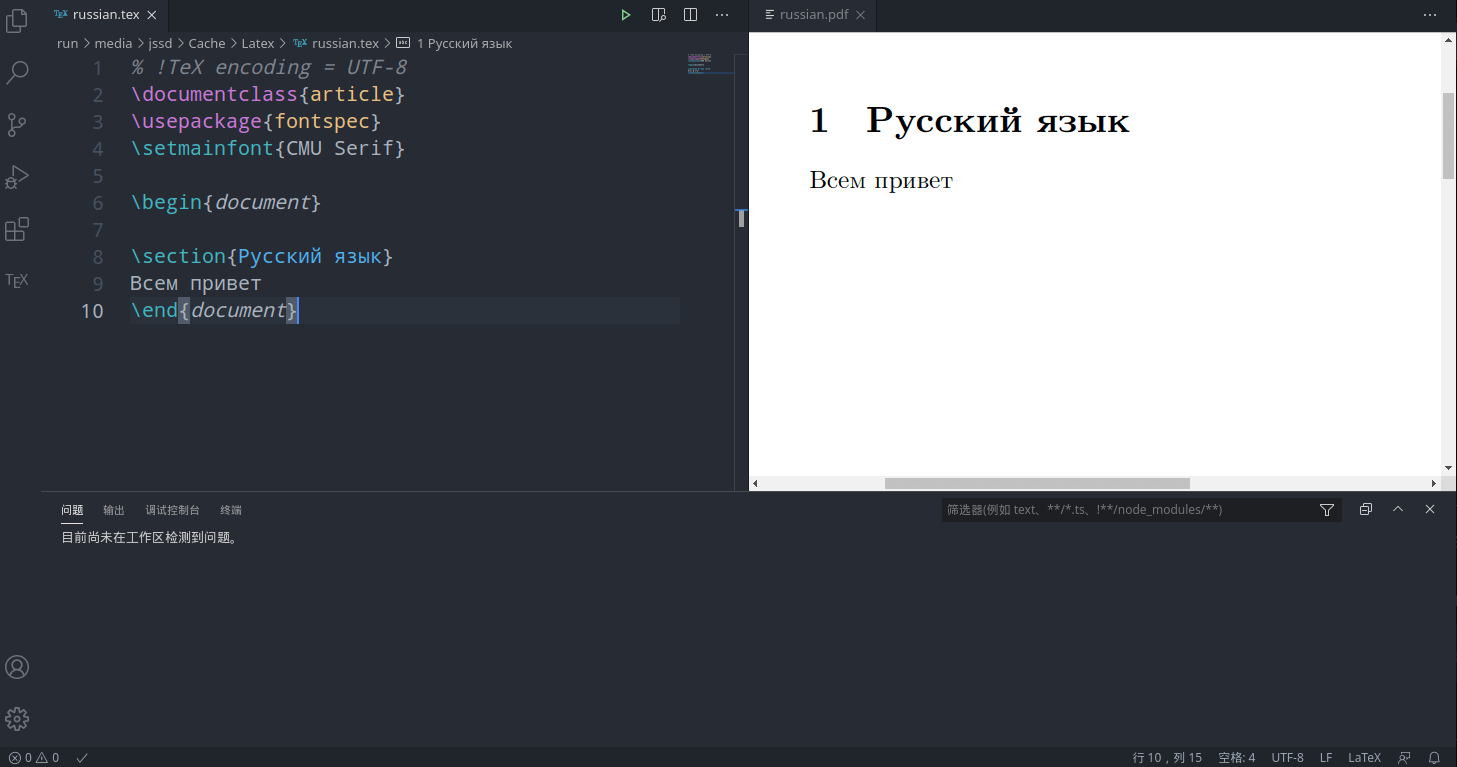 russian.tex
russian.pdf
run > media > jssd > Cache > Latex > russian.tex > 1 Русский язык
1 % !TeX encoding = UTF-8
2 \documentclass{article}
3 \usepackage{fontspec}
4 \setmainfont{CMU Serif}
5
6 \begin{document}
7
8 \section{Русский язык}
9 Всем привет
10 \end{document}
TEX
1 Русский язык
Всем привет
问题 输出 调试控制台 终端
筛选器(例如 text、**/*.ts、!**/node_modules/**)
目前尚未在工作区检测到问题。
0 0
行 10，列 15 空格: 4 UTF-8 LF LaTeX